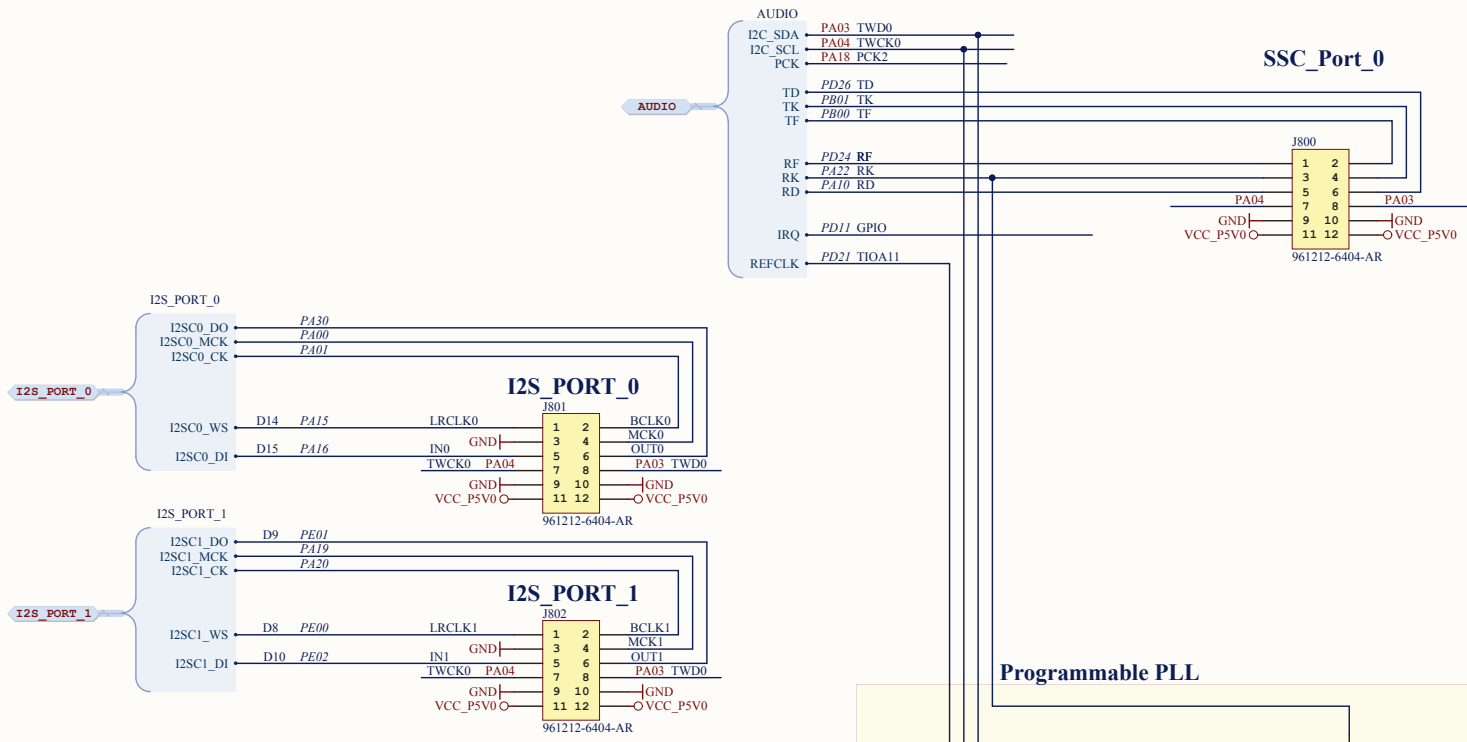 AUDIO
I2C_SDA PA03 TWD0
I2C_SCL PA04 TWCK0
PCK PA18 PCK2
TD PD26 TD
TK PB01 TK
TF PB00 TF
AUDIO
RF PD24 RF
RK PA22 RK
RD PA10 RD
IRQ PD11 GPIO
REFCLK PD21 TIOA11
SSC_Port_0
J800
1 2
3 4
5 6
PA04 7 8 PA03
GND 9 10 GND
VCC_P5V0 11 12 VCC_P5V0
961212-6404-AR
I2S_PORT_0
I2SC0_DO PA30
I2SC0_MCK PA00
I2SC0_CK PA01
I2S_PORT_0
I2SC0_WS D14 PA15 LRCLK0
I2SC0_DI D15 PA16 IN0
I2S_PORT_0
J801
1 2 BCLK0
GND 3 4 MCK0
5 6 OUT0
TWCK0 PA04 7 8 PA03 TWD0
GND 9 10 GND
VCC_P5V0 11 12 VCC_P5V0
961212-6404-AR
I2S_PORT_1
I2SC1_DO D9 PE01
I2SC1_MCK PA19
I2SC1_CK PA20
I2S_PORT_1
I2SC1_WS D8 PE00 LRCLK1
I2SC1_DI D10 PE02 IN1
I2S_PORT_1
J802
1 2 BCLK1
GND 3 4 MCK1
5 6 OUT1
TWCK0 PA04 7 8 PA03 TWD0
GND 9 10 GND
VCC_P5V0 11 12 VCC_P5V0
961212-6404-AR
Programmable PLL